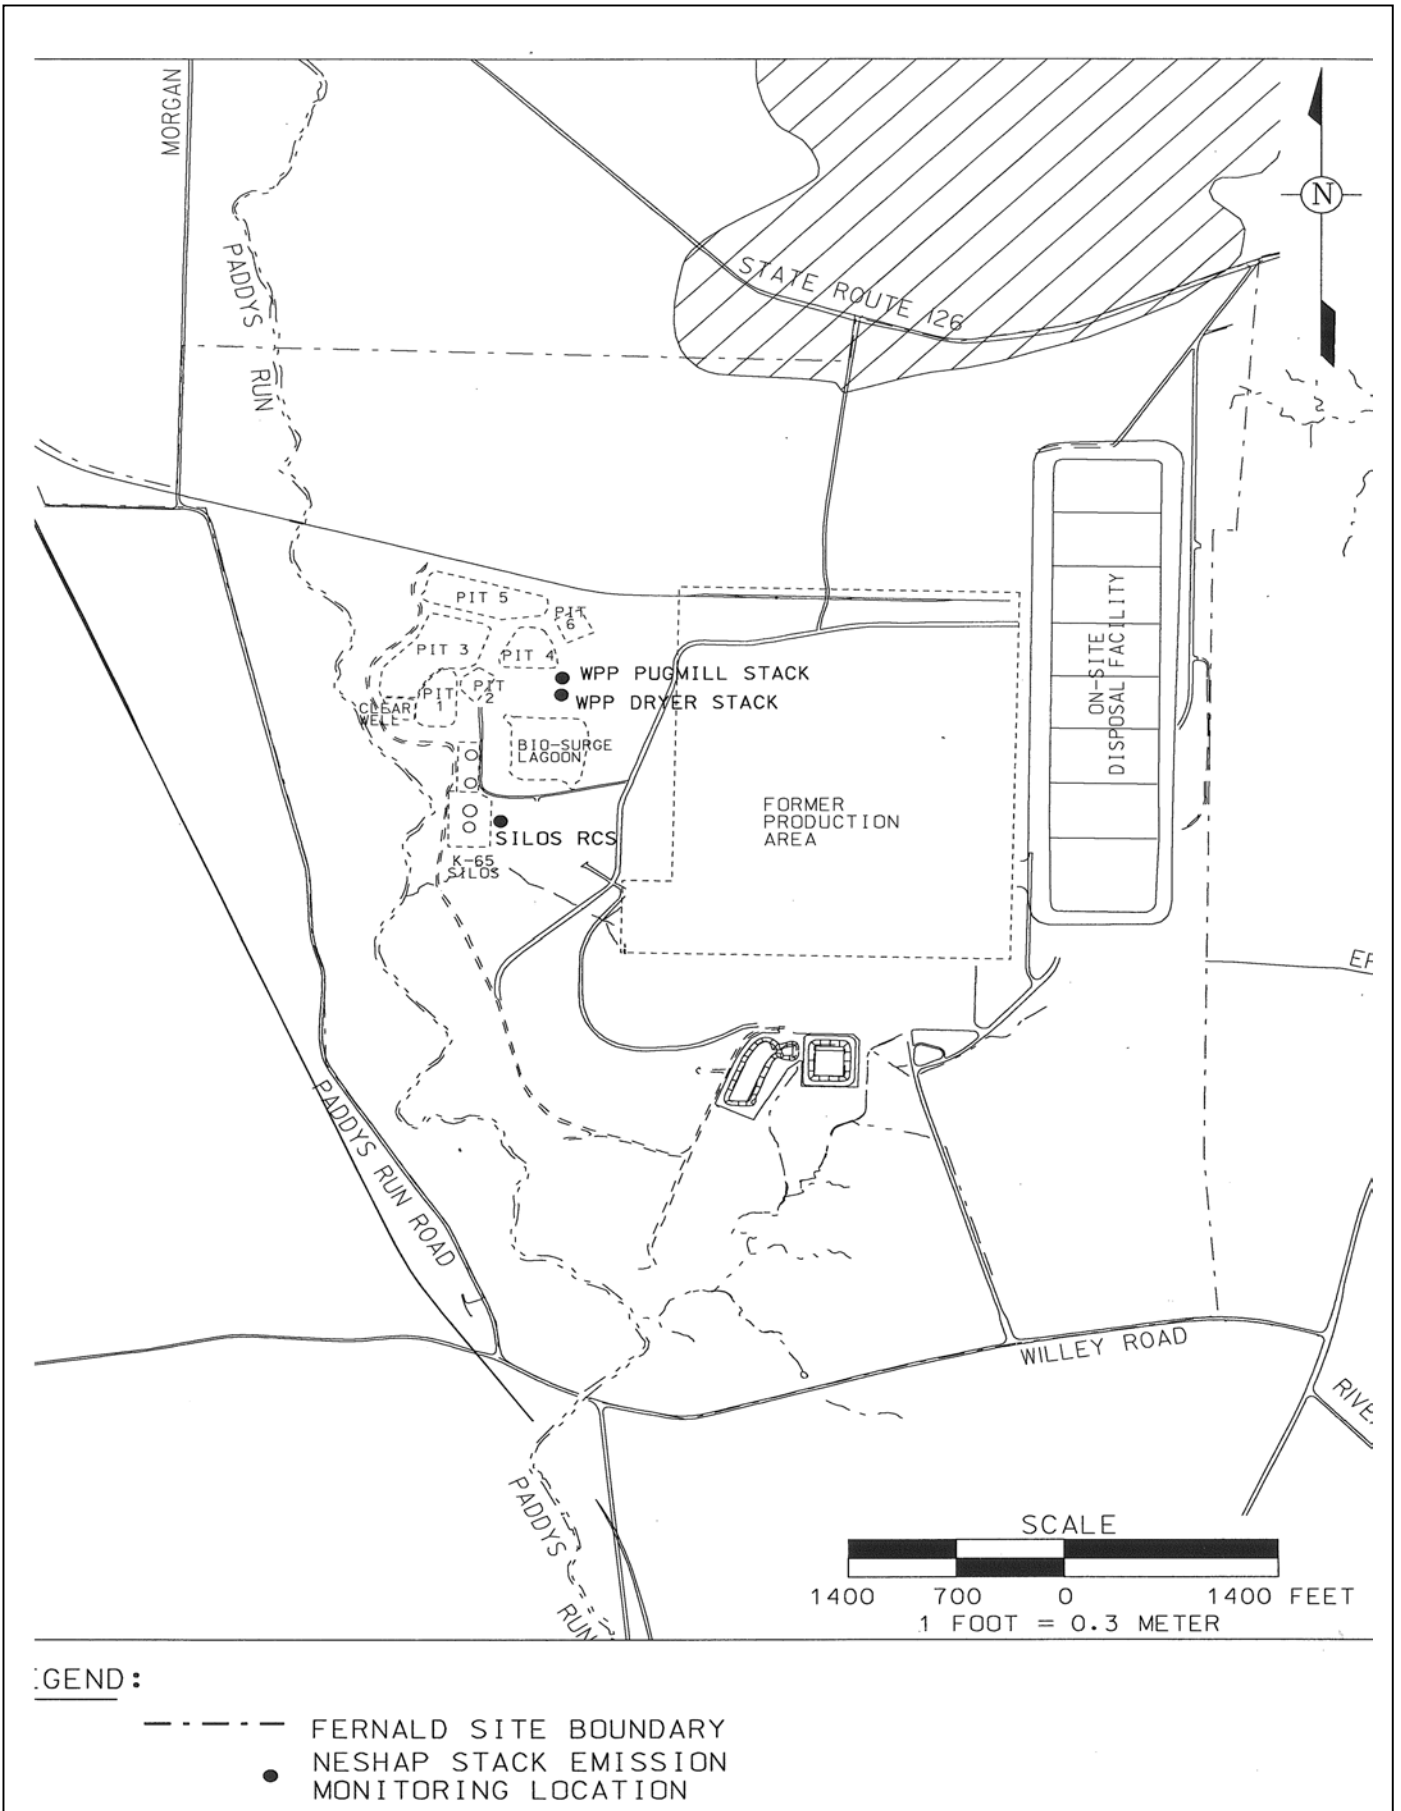 MORGAN
N
PADDYS RUN
STATE ROUTE 126
PIT 5
PIT
6
PIT 3
PIT 4
WPP PUGMILL STACK
PIT
1
PIT
2
WPP DRYER STACK
CLEAR
WELL
BIO-SURGE
LAGOON
ON-SITE
DISPOSAL FACILITY
FORMER
PRODUCTION
AREA
SILOS RCS
K-65
SILOS
PADDYS RUN ROAD
WILLEY ROAD
PADDYS RUN
SCALE
1400 700 0 1400 FEET
1 FOOT = 0.3 METER
GEND:
FERNALD SITE BOUNDARY
NESHAP STACK EMISSION
MONITORING LOCATION